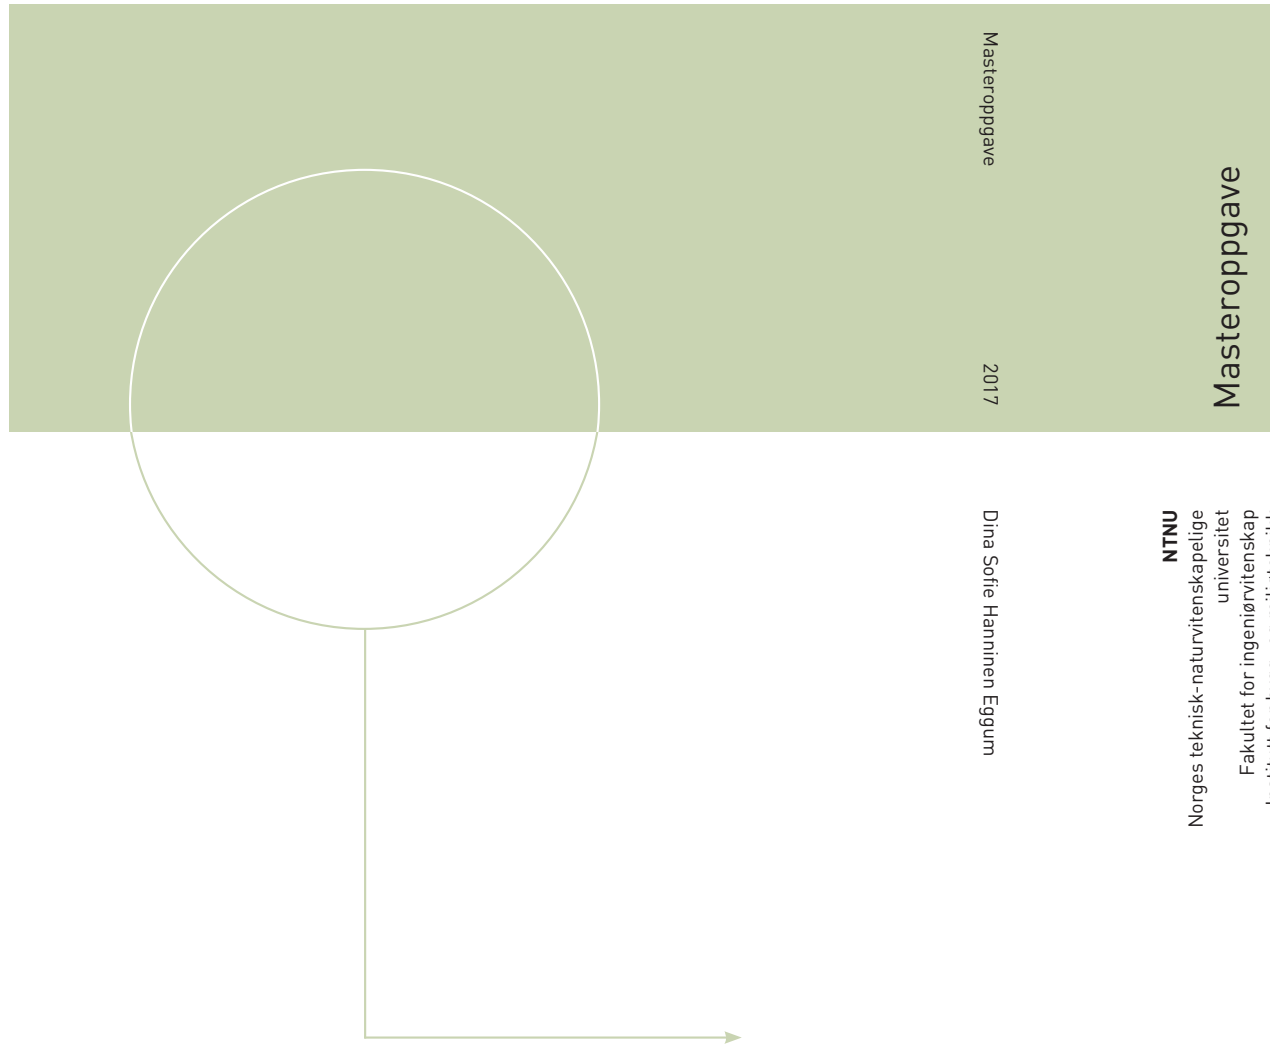 Masteroppgave
2017
Dina Sofie Hanninen Eggum
Masteroppgave
NTNU
Norges teknisk-naturvitenskapelige
universitet
Fakultet for ingeniørvitenskap